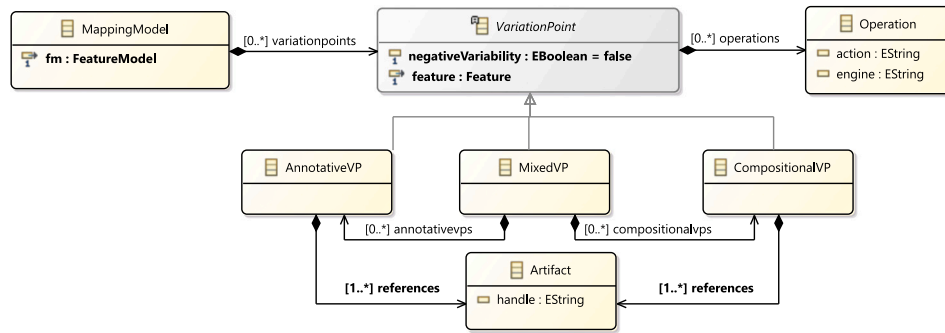 MappingModel
fm : FeatureModel
[0..*] variationpoints
VariationPoint
negativeVariability : EBoolean = false
feature : Feature
[0..*] operations
Operation
action : EString
engine : EString
AnnotativeVP
MixedVP
CompositionalVP
[0..*] annotativevps
[0..*] compositionalvps
[1..*] references
Artifact
handle : EString
[1..*] references